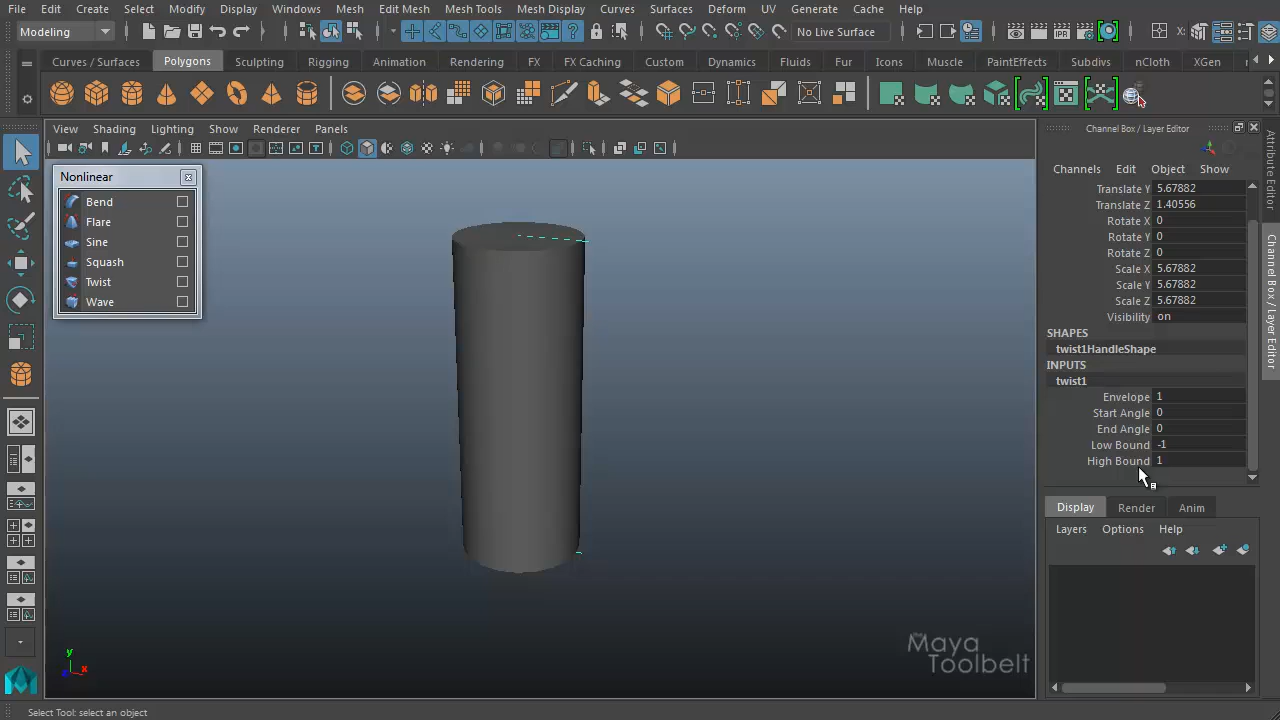 File Edit Create Select Modify Display Windows Mesh Edit Mesh Mesh Tools Mesh Display Curves Surfaces Deform UV Generate Cache Help
Modeling No Live Surface
Curves / Surfaces Polygons Sculpting Rigging Animation Rendering FX FX Caching Custom Dynamics Fluids Fur Icons Muscle PaintEffects Subdivs nCloth XGen
View Shading Lighting Show Renderer Panels
Nonlinear
Bend
Flare
Sine
Squash
Twist
Wave
Channel Box / Layer Editor
Channels Edit Object Show
Translate Y 5.67882
Translate Z 1.40556
Rotate X 0
Rotate Y 0
Rotate Z 0
Scale X 5.67882
Scale Y 5.67882
Scale Z 5.67882
Visibility on
SHAPES
twist1HandleShape
INPUTS
twist1
Envelope 1
Start Angle 0
End Angle 0
Low Bound -1
High Bound 1
Display Render Anim
Layers Options Help
Attribute Editor
Channel Box / Layer Editor
y
x
the
Maya
Toolbelt
Select Tool: select an object